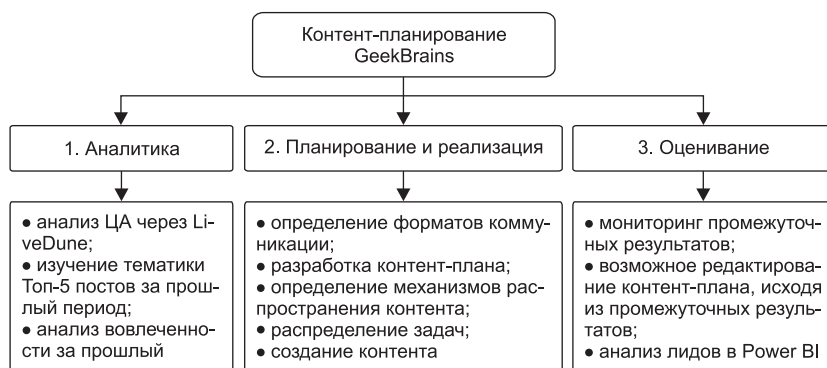 Контент-планирование
GeekBrains
1. Аналитика
2. Планирование и реализация
3. Оценивание
● анализ ЦА через Li-
veDune;
● изучение тематики
Топ-5 постов за прош-
лый период;
● анализ вовлеченно-
сти за прошлый
● определение форматов комму-
никации;
● разработка контент-плана;
● определение механизмов рас-
пространения контента;
● распределение задач;
● создание контента
● мониторинг промежуточ-
ных результатов;
● возможное редактирова-
ние контент-плана, исходя
из промежуточных резуль-
татов;
● анализ лидов в Power BI